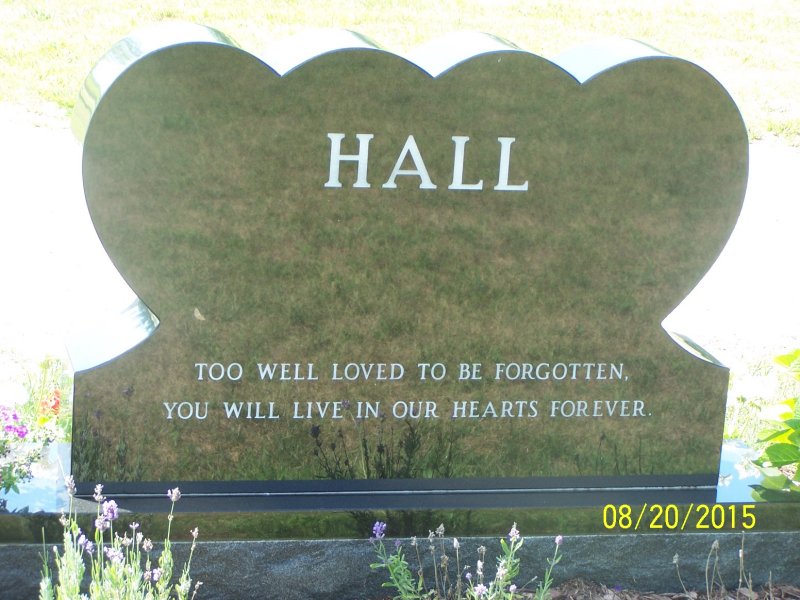 HALL
TOO WELL LOVED TO BE FORGOTTEN,
YOU WILL LIVE IN OUR HEARTS FOREVER.
08/20/2015